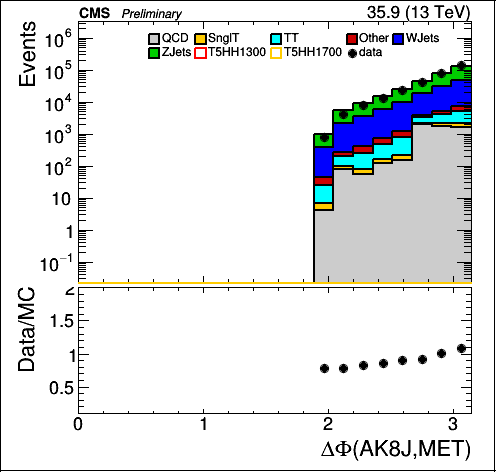 CMS Preliminary 35.9 (13 TeV)
Events
QCD SnglT TT Other WJets
ZJets T5HH1300 T5HH1700 data
10^6
10^5
10^4
10^3
10^2
10
1
10^-1
Data/MC
2
1.5
1
0.5
0 1 2 3
ΔΦ(AK8J,MET)